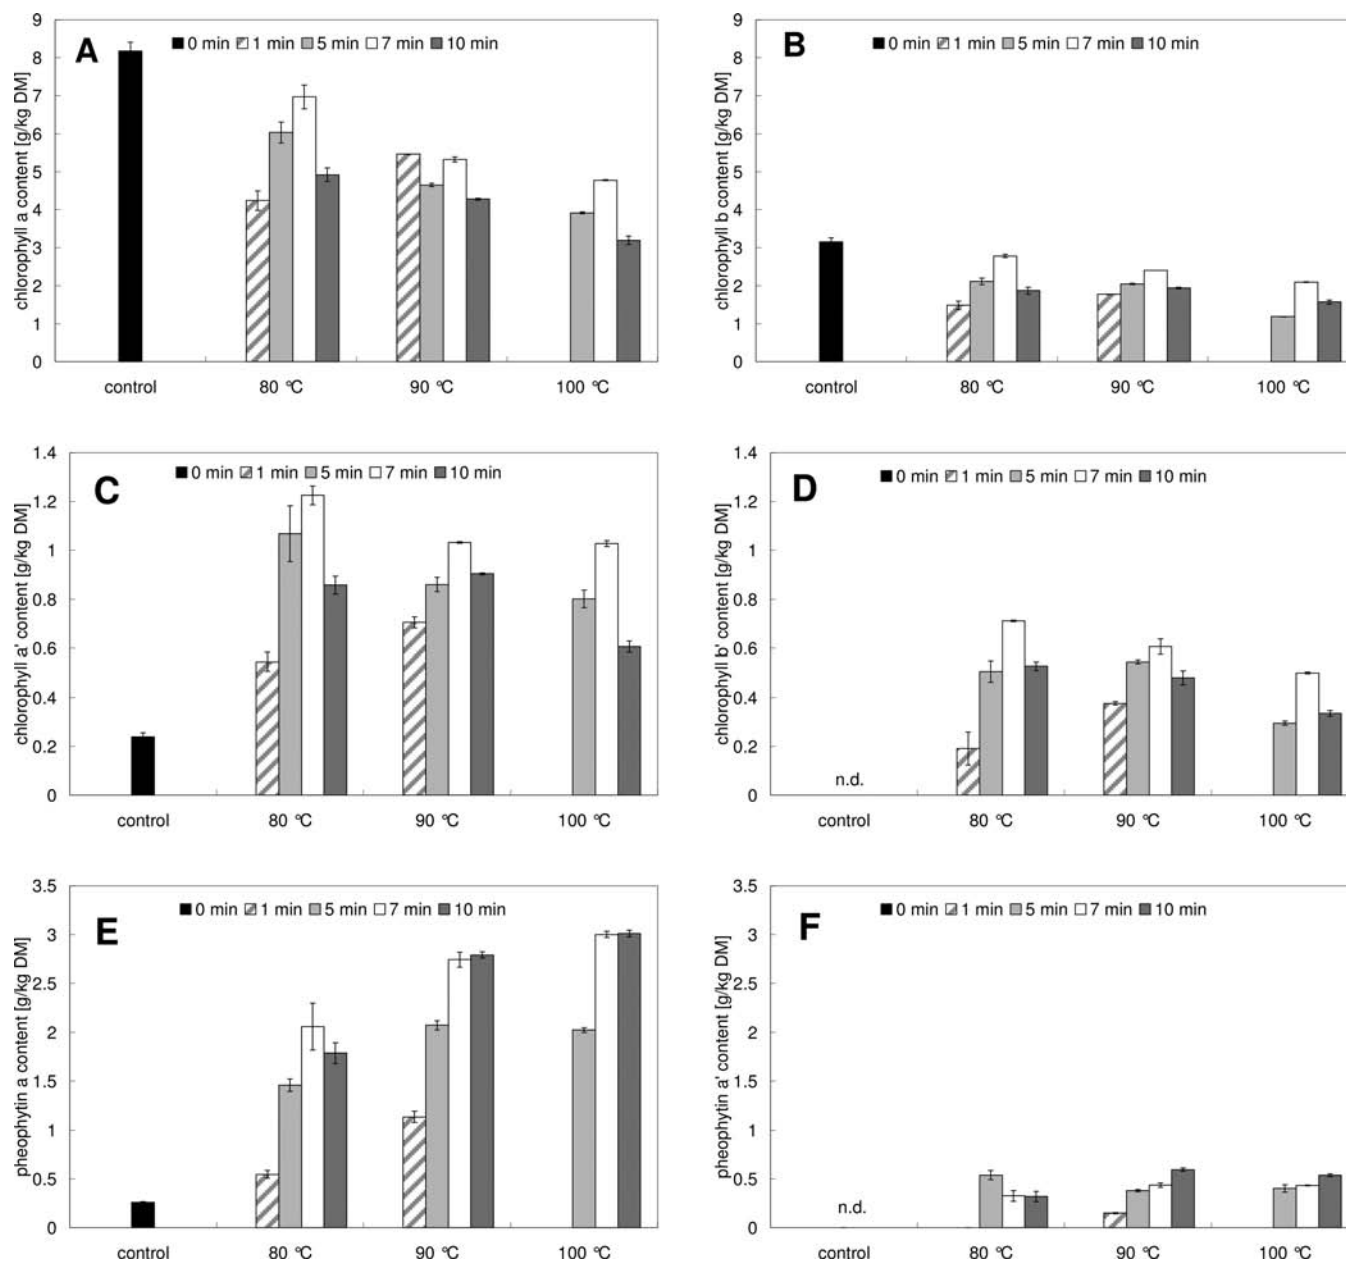 A
■ 0 min 1 min 5 min 7 min 10 min
chlorophyll a content [g/kg DM]
9
8
7
6
5
4
3
2
1
0
control 80 °C 90 °C 100 °C
B
0 min 1 min 5 min 7 min 10 min
chlorophyll b content [g/kg DM]
9
8
7
6
5
4
3
2
1
0
control 80 °C 90 °C 100 °C
C
0 min 1 min 5 min 7 min 10 min
chlorophyll a' content [g/kg DM]
1.4
1.2
1
0.8
0.6
0.4
0.2
0
control 80 °C 90 °C 100 °C
D
0 min 1 min 5 min 7 min 10 min
chlorophyll b' content [g/kg DM]
1.4
1.2
1
0.8
0.6
0.4
0.2
0
n.d.
control 80 °C 90 °C 100 °C
E
0 min 1 min 5 min 7 min 10 min
pheophytin a content [g/kg DM]
3.5
3
2.5
2
1.5
1
0.5
0
control 80 °C 90 °C 100 °C
F
0 min 1 min 5 min 7 min 10 min
pheophytin a' content [g/kg DM]
3.5
3
2.5
2
1.5
1
0.5
0
n.d.
control 80 °C 90 °C 100 °C